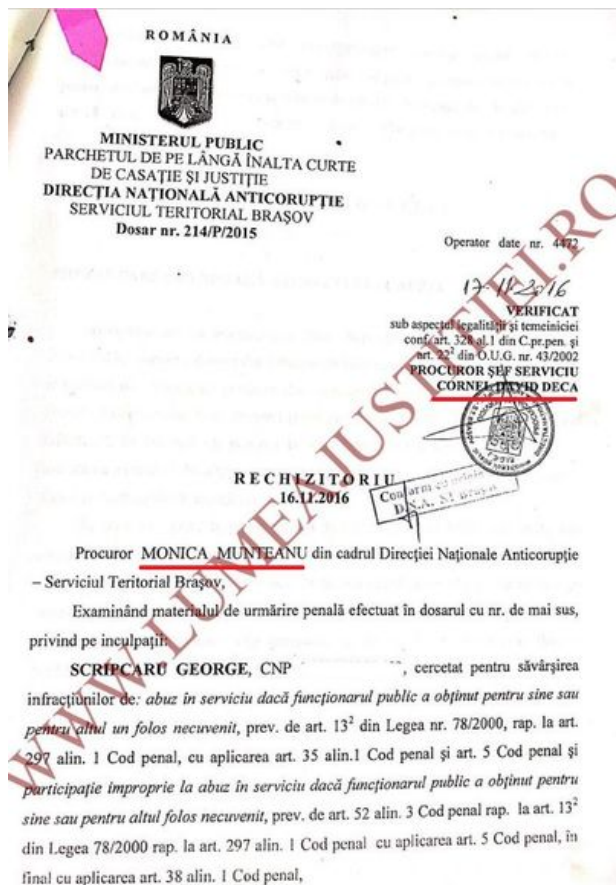 ROMÂNIA
MINISTERUL PUBLIC
PARCHETUL DE PE LÂNGĂ ÎNALTA CURTE
DE CASAȚIE ȘI JUSTIȚIE
DIRECȚIA NAȚIONALĂ ANTICORUPȚIE
SERVICIUL TERITORIAL BRAȘOV
Dosar nr. 214/P/2015
Operator date nr. 4472
17.11.2016
VERIFICAT
sub aspectul legalității și temeiniciei
conf. art. 328 al.1 din C.pr.pen. și
art. 22² din O.U.G. nr. 43/2002
PROCUROR ȘEF SERVICIU
CORNEL DAVID DECA
RECHIZITORIU
16.11.2016
Conform cu
D.N.A. ST Brașov
Procuror MONICA MUNTEANU din cadrul Direcției Naționale Anticorupție
– Serviciul Teritorial Brașov,
Examinând materialul de urmărire penală efectuat în dosarul cu nr. de mai sus,
privind pe inculpații:
SCRIPCARU GEORGE, CNP , cercetat pentru săvârșirea
infracțiunilor de: abuz în serviciu dacă funcționarul public a obținut pentru sine sau
pentru altul un folos necuvenit, prev. de art. 13² din Legea nr. 78/2000, rap. la art.
297 alin. 1 Cod penal, cu aplicarea art. 35 alin.1 Cod penal și art. 5 Cod penal și
participație improprie la abuz în serviciu dacă funcționarul public a obținut pentru
sine sau pentru altul folos necuvenit, prev. de art. 52 alin. 3 Cod penal rap. la art. 13²
din Legea 78/2000 rap. la art. 297 alin. 1 Cod penal cu aplicarea art. 5 Cod penal, în
final cu aplicarea art. 38 alin. 1 Cod penal,
WWW.LUMEAJUSTITIEI.RO